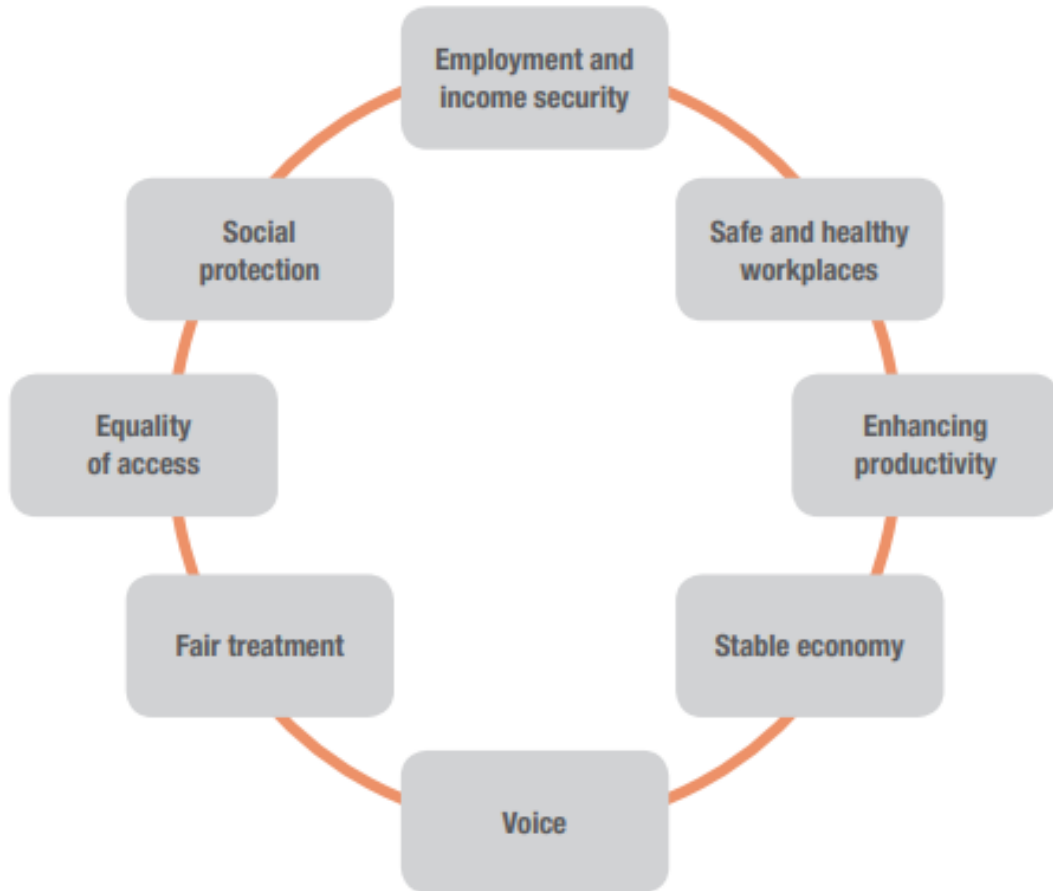 Employment and
income security
Social
protection
Safe and healthy
workplaces
Equality
of access
Enhancing
productivity
Fair treatment
Stable economy
Voice